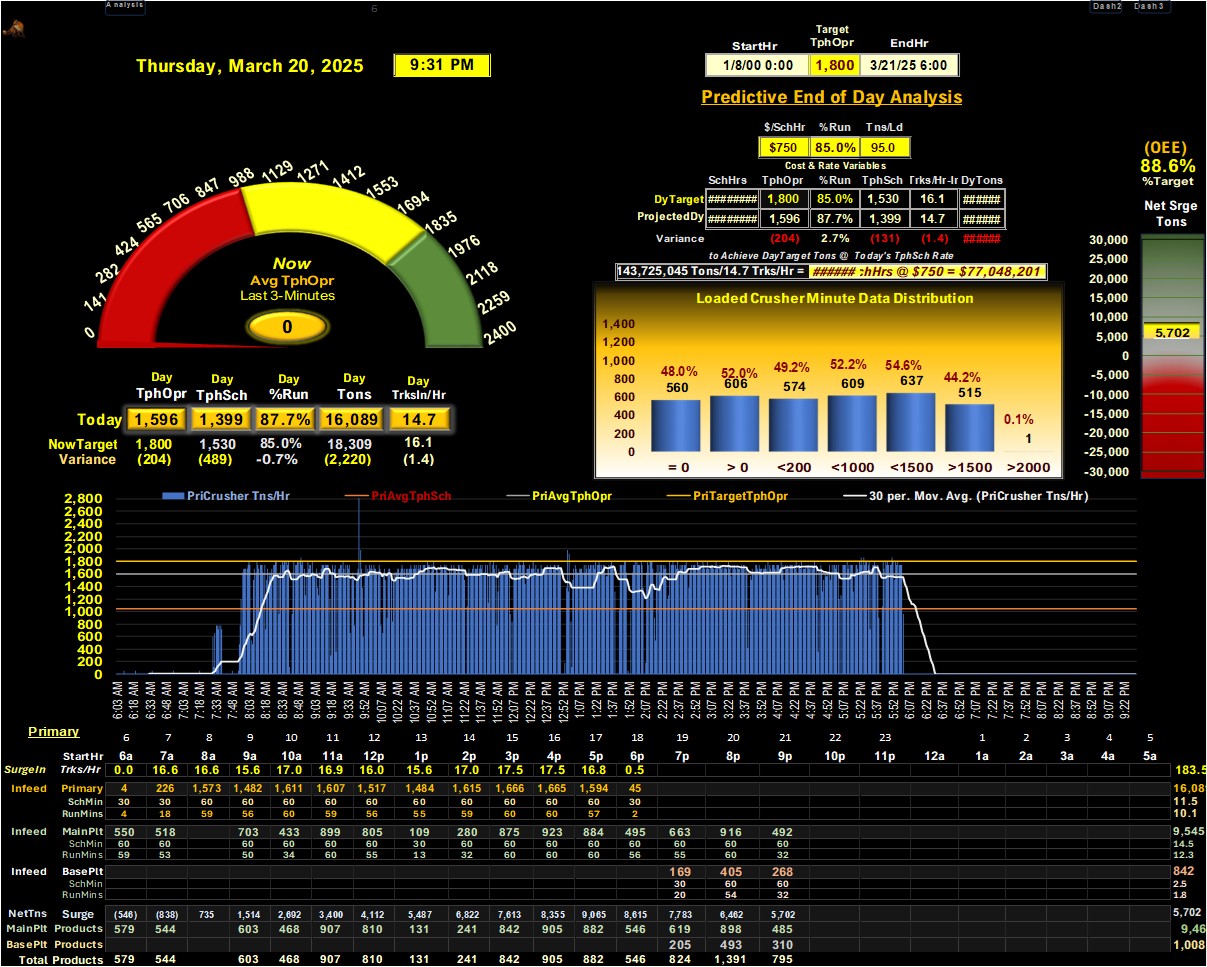 Analysis 6 Dash2 Dash3
Thursday, March 20, 2025 9:31 PM
StartHr Target TphOpr EndHr
1/8/00 0:00 1,800 3/21/25 6:00
Predictive End of Day Analysis
$/SchHr %Run Tns/Ld
$750 85.0% 95.0
Cost & Rate Variables
SchHrs TphOpr %Run TphSch Trks/Hr-Ir DyTons
DyTarget ######## 1,800 85.0% 1,530 16.1 ######
ProjectedDy ######## 1,596 87.7% 1,399 14.7 ######
Variance (204) 2.7% (131) (1.4) ######
to Achieve DayTarget Tons @ Today's TphSch Rate
143,725,045 Tons/14.7 Trks/Hr = ###### :hHrs @ $750 = $77,048,201
(OEE)
88.6%
%Target
Net Srge
Tons
30,000
25,000
20,000
15,000
10,000
5,702
5,000
0
-5,000
-10,000
-15,000
-20,000
-25,000
-30,000
0 141 282 424 565 706 847 988 1129 1271 1412 1553 1694 1835 1976 2118 2259 2400
Now
Avg TphOpr
Last 3-Minutes
0
Day Day Day Day Day
TphOpr TphSch %Run Tons TrksIn/Hr
Today 1,596 1,399 87.7% 16,089 14.7
NowTarget 1,800 1,530 85.0% 18,309 16.1
Variance (204) (489) -0.7% (2,220) (1.4)
Loaded Crusher Minute Data Distribution
1,400
1,200
1,000
800
600
400
200
0
48.0% 52.0% 49.2% 52.2% 54.6% 44.2% 0.1%
560 606 574 609 637 515 1
= 0 > 0 <200 <1000 <1500 >1500 >2000
PriCrusher Tns/Hr PriAvgTphSch PriAvgTphOpr PriTargetTphOpr 30 per. Mov. Avg. (PriCrusher Tns/Hr)
2,800
2,600
2,400
2,200
2,000
1,800
1,600
1,400
1,200
1,000
800
600
400
200
0
6:03 AM 6:18 AM 6:33 AM 6:48 AM 7:03 AM 7:18 AM 7:33 AM 7:48 AM 8:03 AM 8:18 AM 8:33 AM 8:48 AM 9:03 AM 9:18 AM 9:33 AM 9:52 AM 10:07 AM 10:22 AM 10:37 AM 10:52 AM 11:07 AM 11:22 AM 11:37 AM 11:52 AM 12:07 PM 12:22 PM 12:37 PM 12:52 PM 1:07 PM 1:22 PM 1:37 PM 1:52 PM 2:07 PM 2:22 PM 2:37 PM 2:52 PM 3:07 PM 3:22 PM 3:37 PM 3:52 PM 4:07 PM 4:22 PM 4:37 PM 4:52 PM 5:07 PM 5:22 PM 5:37 PM 5:52 PM 6:07 PM 6:22 PM 6:37 PM 6:52 PM 7:07 PM 7:22 PM 7:37 PM 7:52 PM 8:07 PM 8:22 PM 8:37 PM 8:52 PM 9:07 PM 9:22 PM
Primary
6 7 8 9 10 11 12 13 14 15 16 17 18 19 20 21 22 23 1 2 3 4 5
StartHr 6a 7a 8a 9a 10a 11a 12p 1p 2p 3p 4p 5p 6p 7p 8p 9p 10p 11p 12a 1a 2a 3a 4a 5a
SurgeIn Trks/Hr 0.0 16.6 16.6 15.6 17.0 16.9 16.0 15.6 17.0 17.5 17.5 16.8 0.5 183.5
Infeed Primary 4 226 1,573 1,482 1,611 1,607 1,517 1,484 1,615 1,666 1,665 1,594 45 16,089
SchMin 30 30 60 60 60 60 60 60 60 60 60 60 30 11.5
RunMins 4 18 59 56 60 59 56 55 59 60 60 57 2 10.1
Infeed MainPlt 550 518 703 433 899 805 109 280 875 923 884 495 663 916 492 9,545
SchMin 60 60 60 60 60 60 30 60 60 60 60 60 60 60 60 14.5
RunMins 59 53 50 34 60 55 13 32 60 60 60 56 55 60 32 12.3
Infeed BasePlt 169 405 268 842
SchMin 30 60 60 2.5
RunMins 20 54 32 1.8
NetTns Surge (546) (838) 735 1,514 2,692 3,400 4,112 5,487 6,822 7,613 8,355 9,065 8,615 7,783 6,462 5,702 5,702
MainPlt Products 579 544 603 468 907 810 131 241 842 905 882 546 619 898 485 9,46
BasePlt Products 205 493 310 1,008
Total Products 579 544 603 468 907 810 131 241 842 905 882 546 824 1,391 795